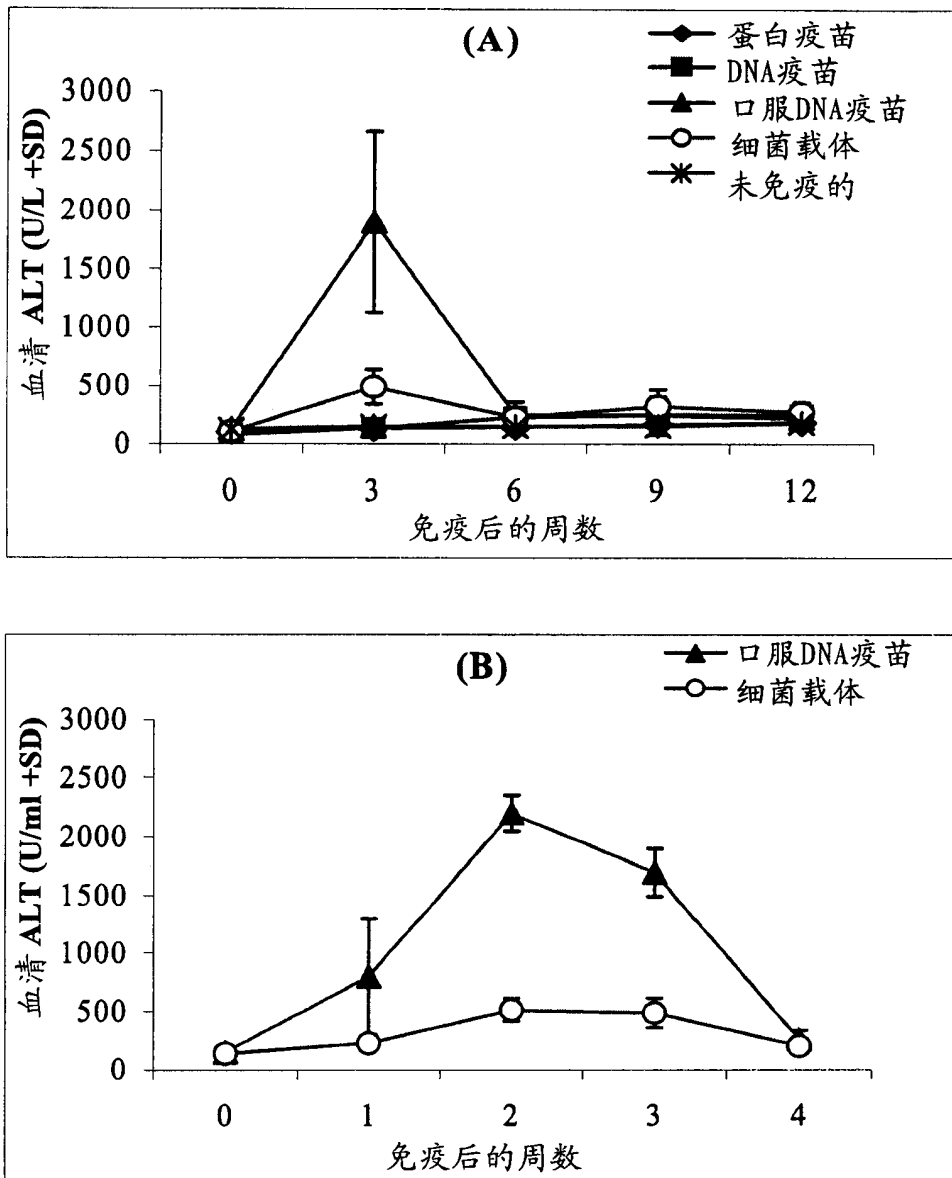 (A)
蛋白疫苗
DNA疫苗
口服DNA疫苗
细菌载体
未免疫的
血清 ALT (U/L +SD)
3000
2500
2000
1500
1000
500
0
0 3 6 9 12
免疫后的周数
(B)
口服DNA疫苗
细菌载体
血清 ALT (U/ml +SD)
3000
2500
2000
1500
1000
500
0
0 1 2 3 4
免疫后的周数